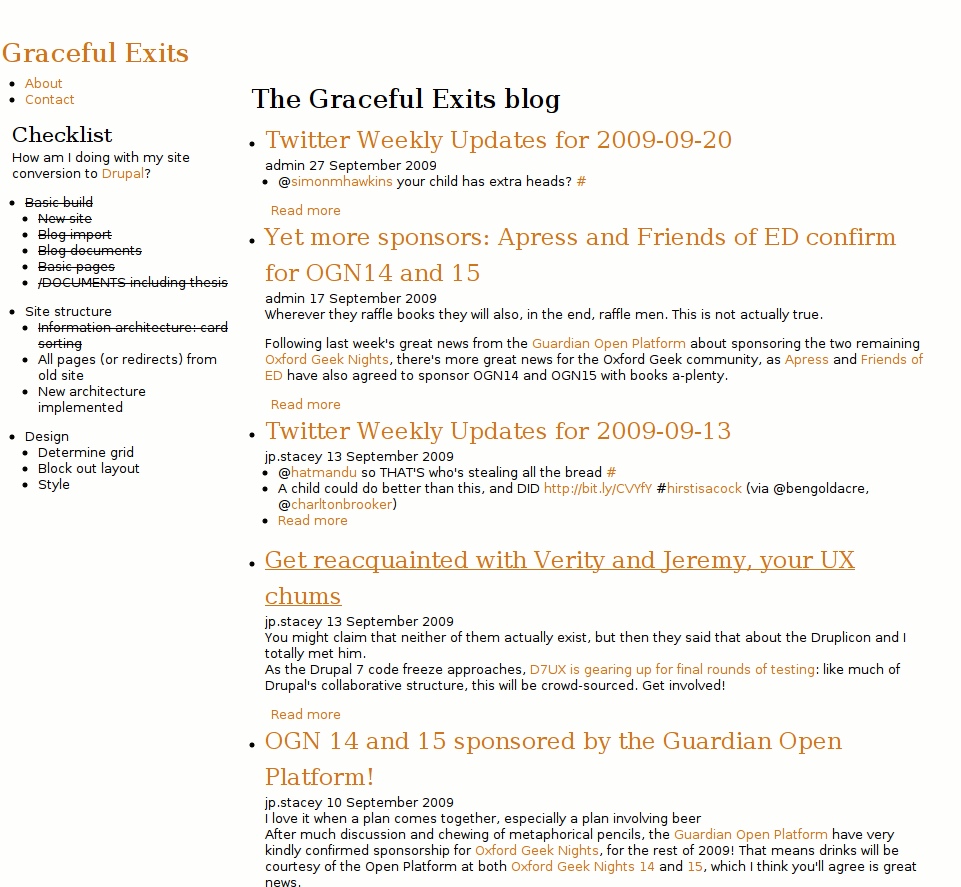 Graceful Exits
About
Contact
Checklist
How am I doing with my site
conversion to Drupal?
Basic build
New site
Blog import
Blog documents
Basic pages
/DOCUMENTS including thesis
Site structure
Information architecture: card
sorting
All pages (or redirects) from
old site
New architecture
implemented
Design
Determine grid
Block out layout
Style
The Graceful Exits blog
Twitter Weekly Updates for 2009-09-20
admin 27 September 2009
@simonmhawkins your child has extra heads? #
Read more
Yet more sponsors: Apress and Friends of ED confirm
for OGN14 and 15
admin 17 September 2009
Wherever they raffle books they will also, in the end, raffle men. This is not actually true.
Following last week's great news from the Guardian Open Platform about sponsoring the two remaining
Oxford Geek Nights, there's more great news for the Oxford Geek community, as Apress and Friends of
ED have also agreed to sponsor OGN14 and OGN15 with books a-plenty.
Read more
Twitter Weekly Updates for 2009-09-13
jp.stacey 13 September 2009
@hatmandu so THAT'S who's stealing all the bread #
A child could do better than this, and DID http://bit.ly/CVYfY #hirstisacock (via @bengoldacre,
@charltonbrooker)
Read more
Get reacquainted with Verity and Jeremy, your UX
chums
jp.stacey 13 September 2009
You might claim that neither of them actually exist, but then they said that about the Druplicon and I
totally met him.
As the Drupal 7 code freeze approaches, D7UX is gearing up for final rounds of testing: like much of
Drupal's collaborative structure, this will be crowd-sourced. Get involved!
Read more
OGN 14 and 15 sponsored by the Guardian Open
Platform!
jp.stacey 10 September 2009
I love it when a plan comes together, especially a plan involving beer
After much discussion and chewing of metaphorical pencils, the Guardian Open Platform have very
kindly confirmed sponsorship for Oxford Geek Nights, for the rest of 2009! That means drinks will be
courtesy of the Open Platform at both Oxford Geek Nights 14 and 15, which I think you'll agree is great
news.